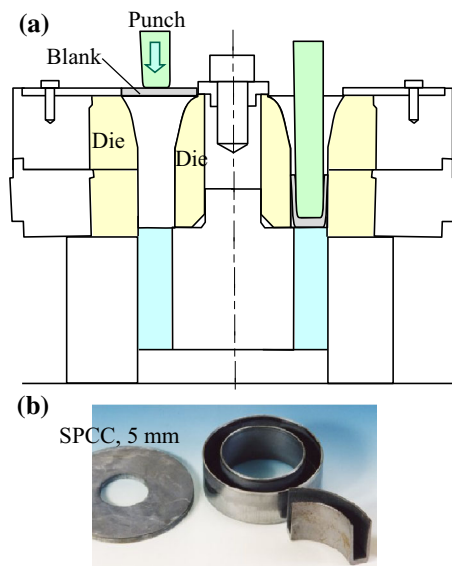 (a)
Punch
Blank
Die
Die
(b)
SPCC, 5 mm